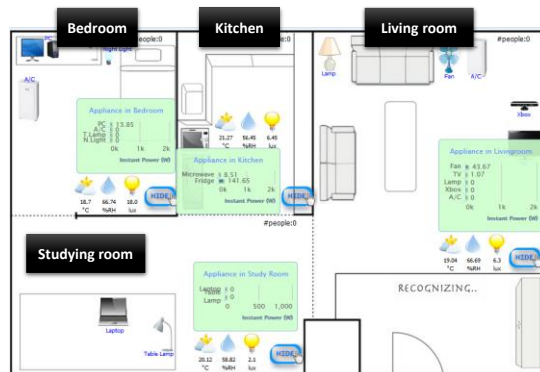 Bedroom
Kitchen
Living room
PC
Night Light
#people:0
#people:0
A/C
Lamp
Fan
A/C
Xbox
Appliance in Bedroom
PC 13.85
A/C 0
T.Lamp 0
N.Light 0
0k 1k 2k
Instant Power (W)
18.7 66.74 18.0
°C %RH lux
HIDE
21.27 56.45 6.45
°C %RH lux
Appliance in Kitchen
Microwave 8.51
Fridge 141.65
0k 1k 2k
Instant Power (W)
HIDE
Appliance in Livingroom
Fan 43.67
TV 1.07
Lamp 0
Xbox 0
A/C 0
0k 1k 2k
Instant Power (W)
19.04 66.69 6.3
°C %RH lux
HIDE
#people:0
Studying room
Laptop
Table Lamp
Appliance in Study Room
Laptop 0
Table Lamp 0
0 500 1,000
Instant Power (W)
20.12 58.82 2.1
°C %RH lux
HIDE
RECOGNIZING..